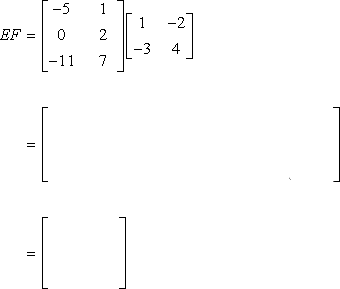 EF = [ −5 1 ] [ 1 −2 ]
0 2 −3 4
−11 7
= [ ]
= [ ]